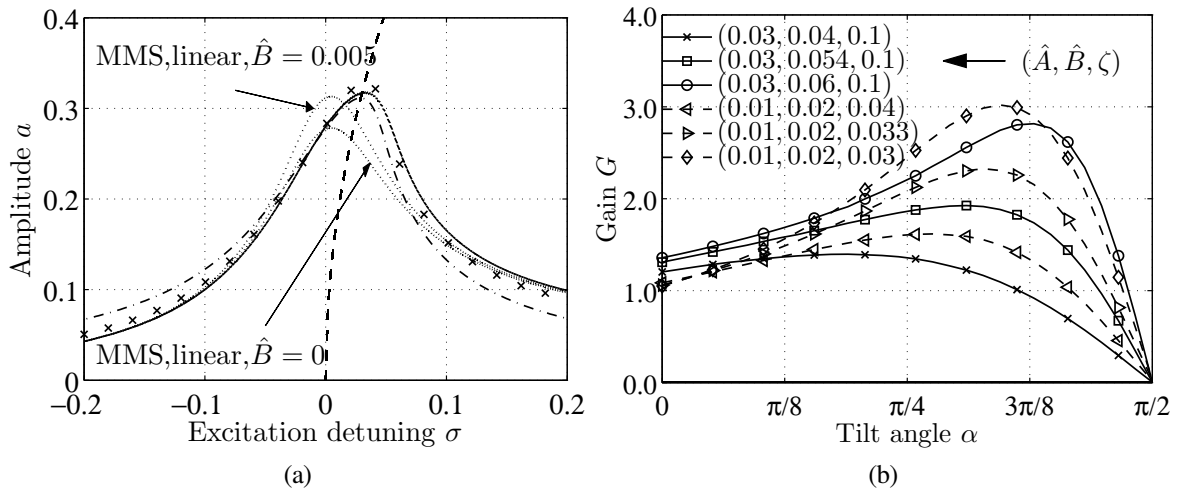 0.4
0.3
0.2
0.1
0
Amplitude a
MMS,linear,B̂ = 0.005
MMS,linear,B̂ = 0
−0.2
−0.1
0
0.1
0.2
Excitation detuning σ
(a)
4.0
3.0
2.0
1.0
0.0
Gain G
(0.03, 0.04, 0.1)
(0.03, 0.054, 0.1)
(0.03, 0.06, 0.1)
(0.01, 0.02, 0.04)
(0.01, 0.02, 0.033)
(0.01, 0.02, 0.03)
(Â, B̂, ζ)
0
π/8
π/4
3π/8
π/2
Tilt angle α
(b)